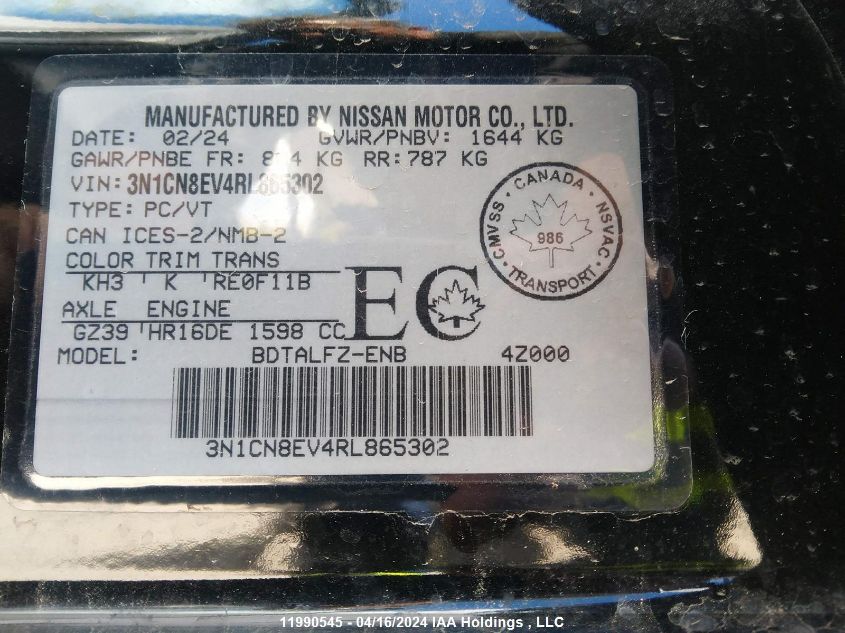 MANUFACTURED BY NISSAN MOTOR CO., LTD.
DATE: 02/24 GVWR/PNBV: 1644 KG
GAWR/PNBE FR: KG RR: 787 KG
VIN: 3N1CN8EV4RL865302
TYPE: PC/VT
CAN ICES-2/NMB-2
COLOR TRIM TRANS
KH3 K RE0F11B
AXLE ENGINE
GZ39 HR16DE 1598 CC
EC
CANADA
CMVSS NSVAC
986
TRANSPORT
MODEL: BDTALFZ-ENB 4Z000
3N1CN8EV4RL865302
11990545 - 04/16/2024 IAA Holdings , LLC